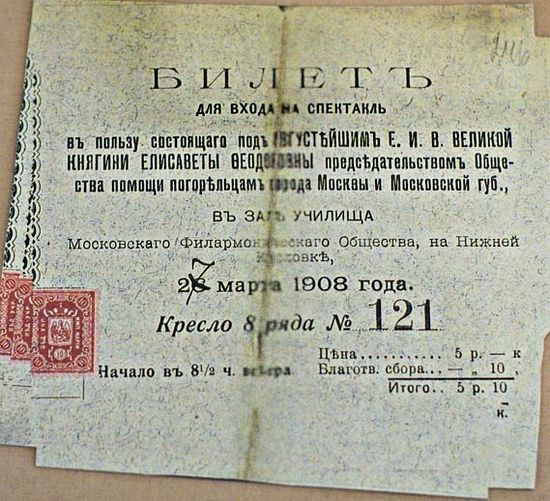 БИЛЕТЪ
ДЛЯ ВХОДА НА СПЕКТАКЛЬ
въ пользу состоящаго подъ АВГУСТѢЙШИМЪ Е. И. В. ВЕЛИКОЙ
КНЯГИНИ ЕЛИСАВЕТЫ ѲЕОДОРОВНЫ предсѣдательствомъ Обще-
ства помощи погорѣльцамъ города Москвы и Московской губ.,
ВЪ ЗАЛѢ УЧИЛИЩА
Московскаго Филармоническаго Общества, на Нижней
Кисловкѣ,
27 марта 1908 года.
Кресло 8 ряда № 121
Цѣна 5 р. — к
Благотв. сбора — „ 10 „
Итого 5 р. 10
к.
Начало въ 8½ ч. вечера.